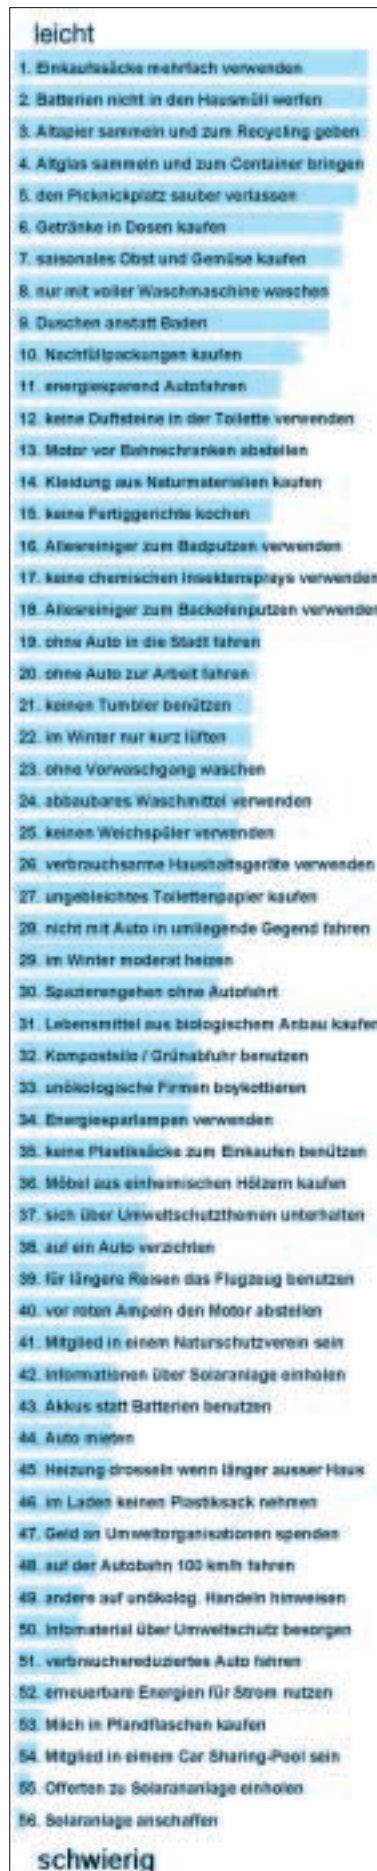 leicht
1. Einkaufssäcke mehrfach verwenden
2. Batterien nicht in den Hausmüll werfen
3. Altapier sammeln und zum Recycling geben
4. Altglas sammeln und zum Container bringen
5. den Picknickplatz sauber verlassen
6. Getränke in Dosen kaufen
7. saisonales Obst und Gemüse kaufen
8. nur mit voller Waschmaschine waschen
9. Duschen anstatt Baden
10. Nachfüllpackungen kaufen
11. energiesparend Autofahren
12. keine Duftsteine in der Toilette verwenden
13. Motor vor Bahnschranken abstellen
14. Kleidung aus Naturmaterialien kaufen
15. keine Fertiggerichte kochen
16. Allesreiniger zum Badputzen verwenden
17. keine chemischen Insektensprays verwenden
18. Allesreiniger zum Backofenputzen verwenden
19. ohne Auto in die Stadt fahren
20. ohne Auto zur Arbeit fahren
21. keinen Tumbler benützen
22. im Winter nur kurz lüften
23. ohne Vorwaschgang waschen
24. abbaubares Waschmittel verwenden
25. keinen Weichspüler verwenden
26. verbrauchsarme Haushaltsgeräte verwenden
27. ungebleichtes Toilettenpapier kaufen
28. nicht mit Auto in umliegende Gegend fahren
29. im Winter moderat heizen
30. Spazierengehen ohne Autofahrt
31. Lebensmittel aus biologischem Anbau kaufen
32. Kompostsilo / Grünabfuhr benutzen
33. unökologische Firmen boykottieren
34. Energiesparlampen verwenden
35. keine Plastiksäcke zum Einkaufen benützen
36. Möbel aus einheimischen Hölzern kaufen
37. sich über Umweltschutzthemen unterhalten
38. auf ein Auto verzichten
39. für längere Reisen das Flugzeug benutzen
40. vor roten Ampeln den Motor abstellen
41. Mitglied in einem Naturschutzverein sein
42. Informationen über Solaranlage einholen
43. Akkus statt Batterien benutzen
44. Auto mieten
45. Heizung drosseln wenn länger ausser Haus
46. im Laden keinen Plastiksack nehmen
47. Geld an Umweltorganisationen spenden
48. auf der Autobahn 100 km/h fahren
49. andere auf unökolog. Handeln hinweisen
50. Infomaterial über Umweltschutz besorgen
51. verbrauchsreduziertes Auto fahren
52. erneuerbare Energien für Strom nutzen
53. Milch in Pfandflaschen kaufen
54. Mitglied in eimem Car Sharing-Pool sein
55. Offerten zu Solarananlage einholen
56. Solaranlage anschaffen
schwierig